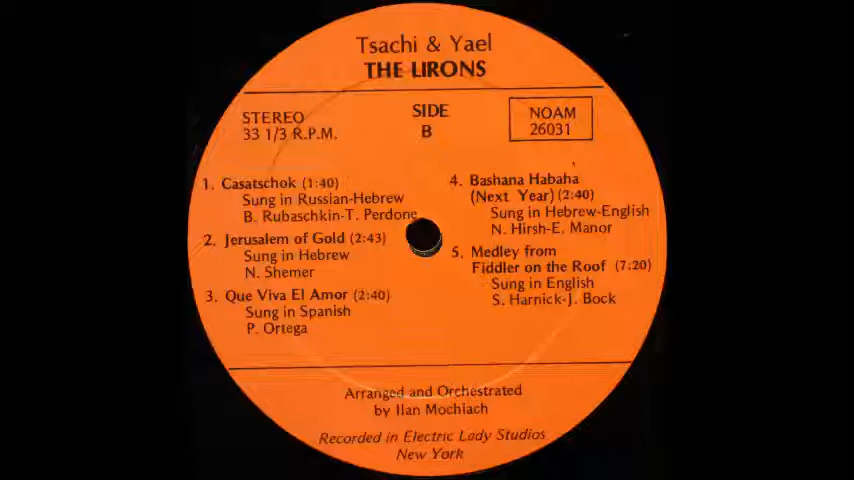 Tsachi & Yael
THE LIRONS
STEREO
33 1/3 R.P.M.
SIDE
B
NOAM
26031
1. Casatschok (1:40)
Sung in Russian-Hebrew
B. Rubaschkin-T. Perdone
2. Jerusalem of Gold (2:43)
Sung in Hebrew
N. Shemer
3. Que Viva El Amor (2:40)
Sung in Spanish
P. Ortega
4. Bashana Habaha
(Next Year) (2:40)
Sung in Hebrew-English
N. Hirsh-E. Manor
5. Medley from
Fiddler on the Roof (7:20)
Sung in English
S. Harnick-J. Bock
Arranged and Orchestrated
by Ilan Mochiach
Recorded in Electric Lady Studios
New York